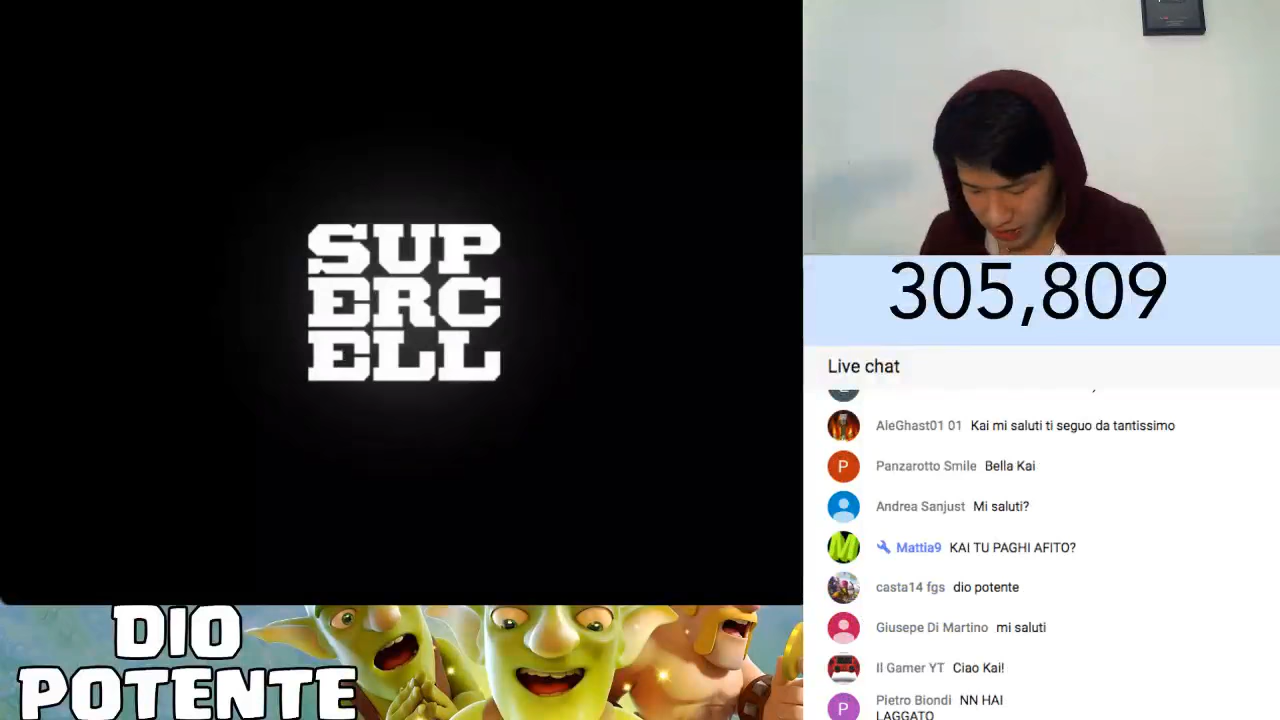 SUP
ERC
ELL
305,809
Live chat
AleGhast01 01 Kai mi saluti ti seguo da tantissimo
Panzarotto Smile Bella Kai
Andrea Sanjust Mi saluti?
Mattia9 KAI TU PAGHI AFITO?
casta14 fgs dio potente
Giusepe Di Martino mi saluti
Il Gamer YT Ciao Kai!
Pietro Biondi NN HAI
LAGGATO
DIO
POTENTE